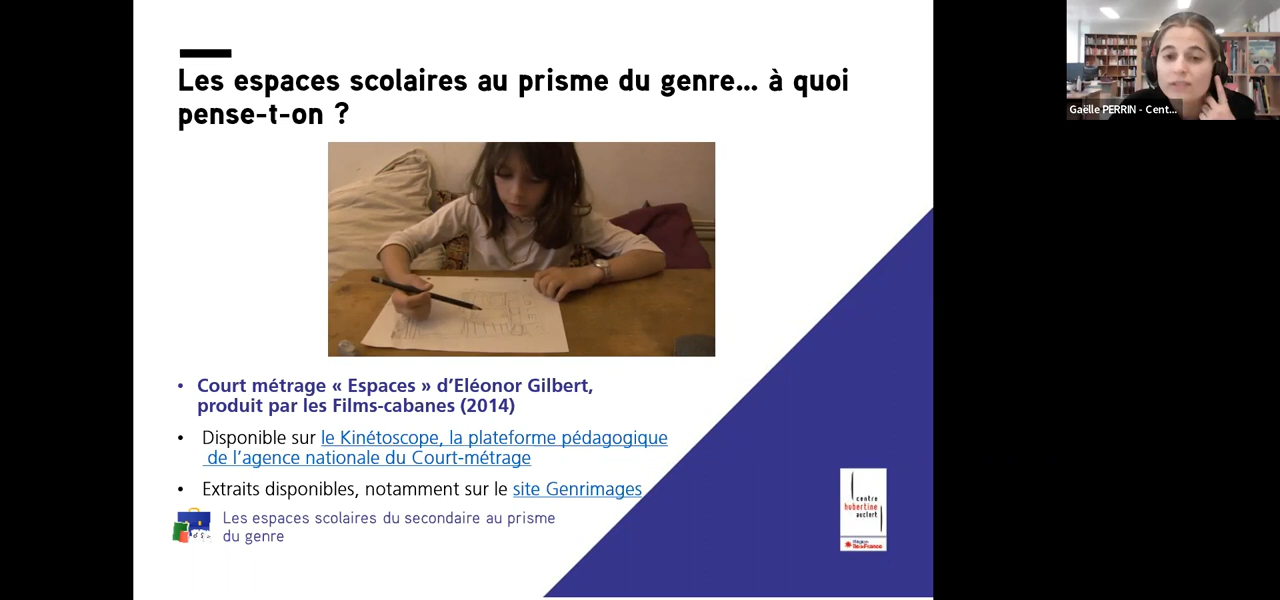 Les espaces scolaires au prisme du genre... à quoi
pense-t-on ?
Gaëlle PERRIN - Cent...
• Court métrage « Espaces » d’Eléonor Gilbert,
produit par les Films-cabanes (2014)
• Disponible sur le Kinétoscope, la plateforme pédagogique
de l’agence nationale du Court-métrage
• Extraits disponibles, notamment sur le site Genrimages
Les espaces scolaires du secondaire au prisme
du genre
centre
hubertine
auclert
Région
îledeFrance